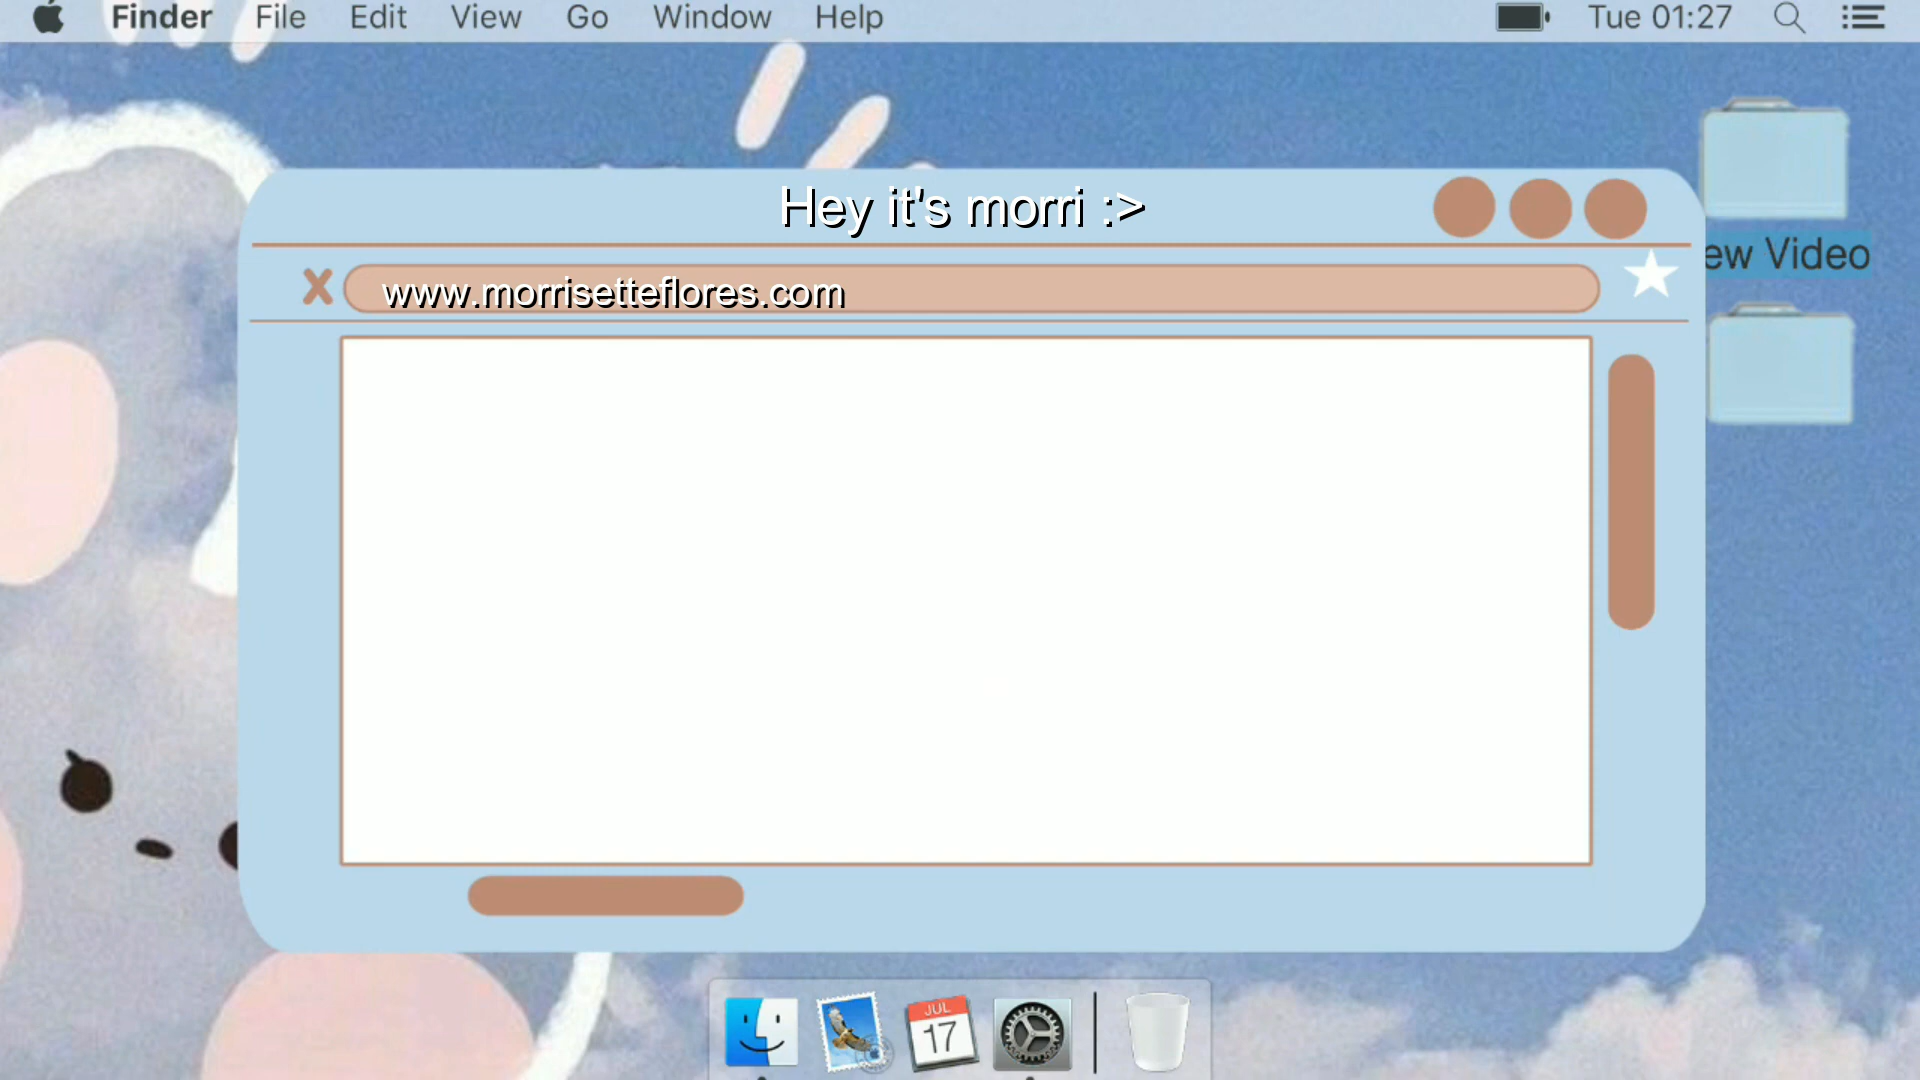 Finder File Edit View Go Window Help Tue 01:27
Hey it's morri :>
www.morrisetteflores.com
ew Video
JUL
17